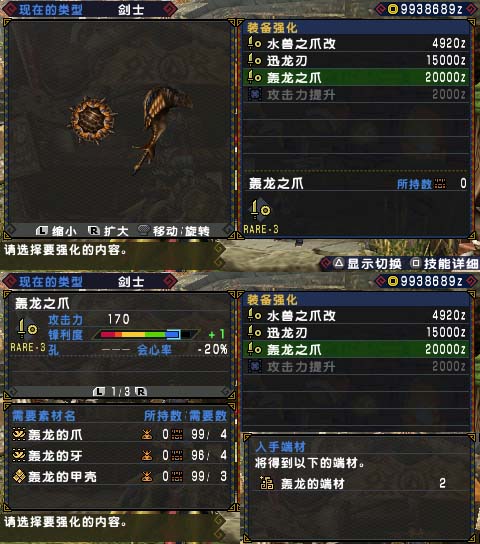 现在的类型 剑士
9938689z
装备强化
水兽之爪改 4920z
迅龙刃 15000z
轰龙之爪 20000z
攻击力提升 2000z
轰龙之爪 所持数 0
RARE-3
L 缩小 R 扩大 移动/旋转
请选择要强化的内容。
△ 显示切换 □ 技能详细
现在的类型 剑士
9938689z
轰龙之爪
攻击力 170
锋利度 +1
RARE-3
孔 --- 会心率 -20%
L 1/3 R
需要素材名 所持数/需要数
轰龙的爪 0 99/ 4
轰龙的牙 0 96/ 4
轰龙的甲壳 0 99/ 3
请选择要强化的内容。
装备强化
水兽之爪改 4920z
迅龙刃 15000z
轰龙之爪 20000z
攻击力提升 2000z
入手端材
将得到以下的端材。
轰龙的端材 2